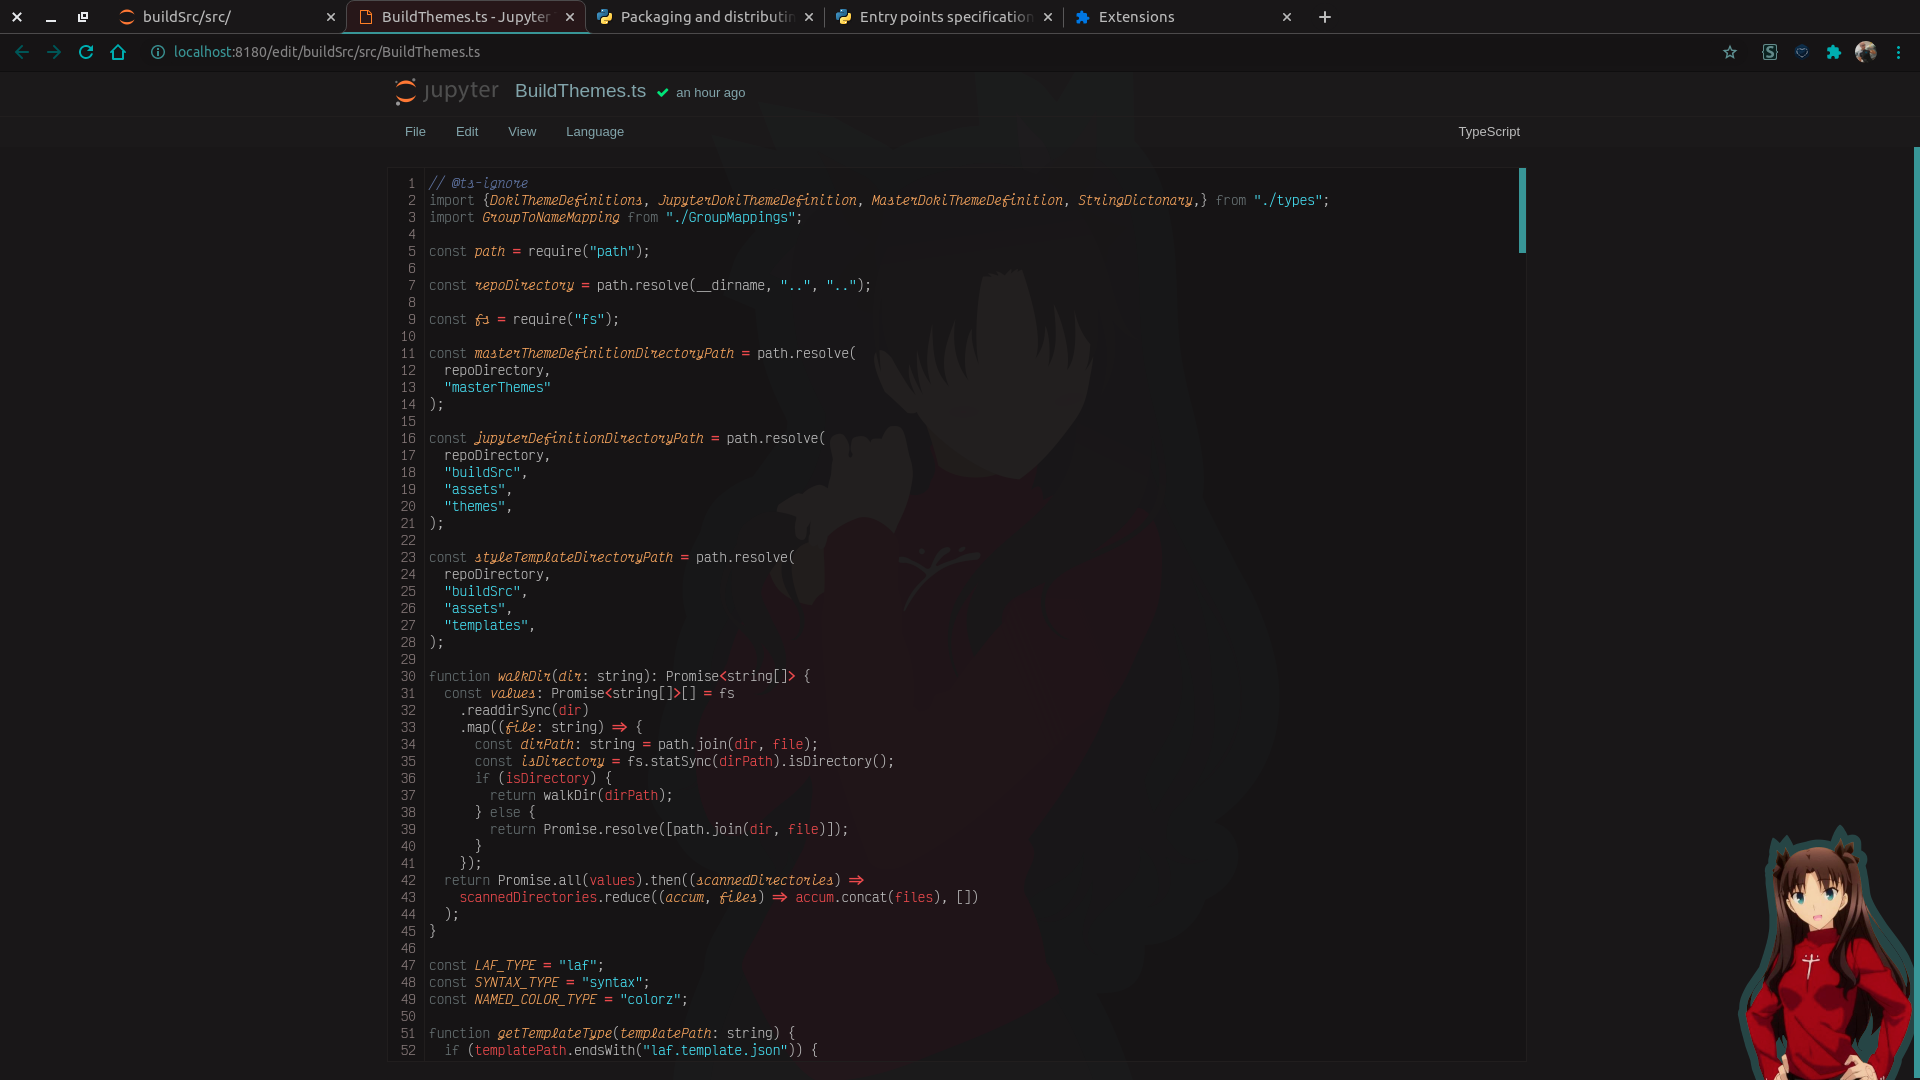 buildSrc/src/
BuildThemes.ts - Jupyter
Packaging and distributin
Entry points specification
Extensions
localhost:8180/edit/buildSrc/src/BuildThemes.ts
jupyter BuildThemes.ts an hour ago
File Edit View Language TypeScript
1 // @ts-ignore
2 import {DokiThemeDefinitions, JupyterDokiThemeDefinition, MasterDokiThemeDefinition, StringDictonary,} from "./types";
3 import GroupToNameMapping from "./GroupMappings";
4
5 const path = require("path");
6
7 const repoDirectory = path.resolve(__dirname, "..", "..");
8
9 const fs = require("fs");
10
11 const masterThemeDefinitionDirectoryPath = path.resolve(
12   repoDirectory,
13   "masterThemes"
14 );
15
16 const jupyterDefinitionDirectoryPath = path.resolve(
17   repoDirectory,
18   "buildSrc",
19   "assets",
20   "themes",
21 );
22
23 const styleTemplateDirectoryPath = path.resolve(
24   repoDirectory,
25   "buildSrc",
26   "assets",
27   "templates",
28 );
29
30 function walkDir(dir: string): Promise<string[]> {
31   const values: Promise<string[]>[] = fs
32     .readdirSync(dir)
33     .map((file: string) => {
34       const dirPath: string = path.join(dir, file);
35       const isDirectory = fs.statSync(dirPath).isDirectory();
36       if (isDirectory) {
37         return walkDir(dirPath);
38       } else {
39         return Promise.resolve([path.join(dir, file)]);
40       }
41     });
42   return Promise.all(values).then((scannedDirectories) =>
43     scannedDirectories.reduce((accum, files) => accum.concat(files), [])
44   );
45 }
46
47 const LAF_TYPE = "laf";
48 const SYNTAX_TYPE = "syntax";
49 const NAMED_COLOR_TYPE = "colorz";
50
51 function getTemplateType(templatePath: string) {
52   if (templatePath.endsWith("laf.template.json")) {